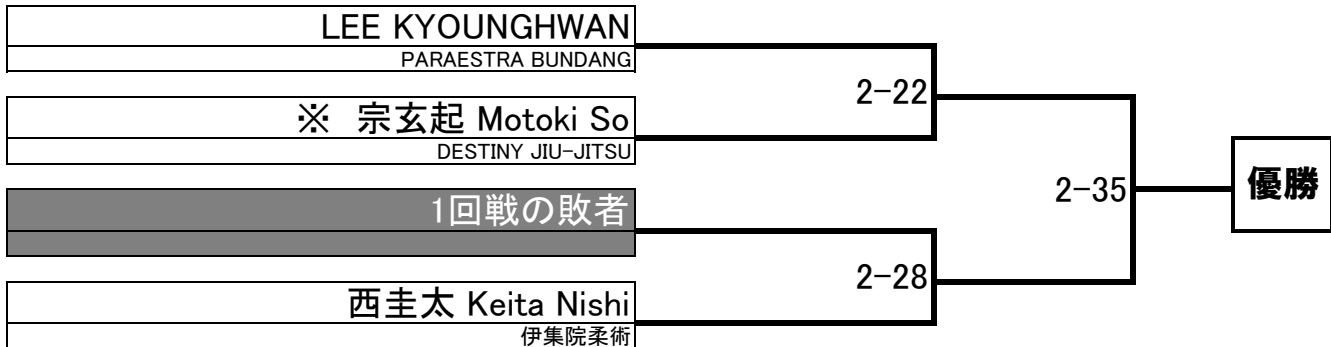 LEE KYOUNGHWAN
PARAESTRA BUNDANG
2-22
※ 宗玄起 Motoki So
DESTINY JIU-JITSU
2-35
優勝
1回戦の敗者
2-28
西圭太 Keita Nishi
伊集院柔術